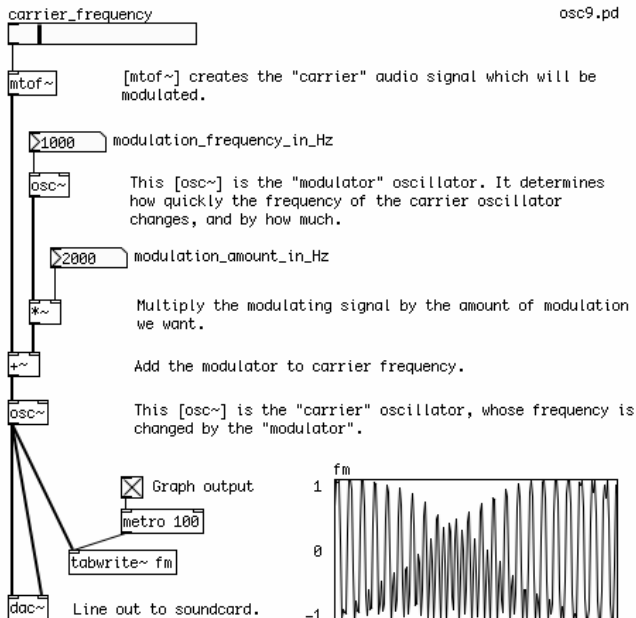 carrier_frequency
osc9.pd
mtof~
[mtof~] creates the "carrier" audio signal which will be
modulated.
1000
modulation_frequency_in_Hz
osc~
This [osc~] is the "modulator" oscillator. It determines
how quickly the frequency of the carrier oscillator
changes, and by how much.
2000
modulation_amount_in_Hz
*~
Multiply the modulating signal by the amount of modulation
we want.
+~
Add the modulator to carrier frequency.
osc~
This [osc~] is the "carrier" oscillator, whose frequency is
changed by the "modulator".
fm
Graph output
1
metro 100
0
tabwrite~ fm
dac~
Line out to soundcard.
-1